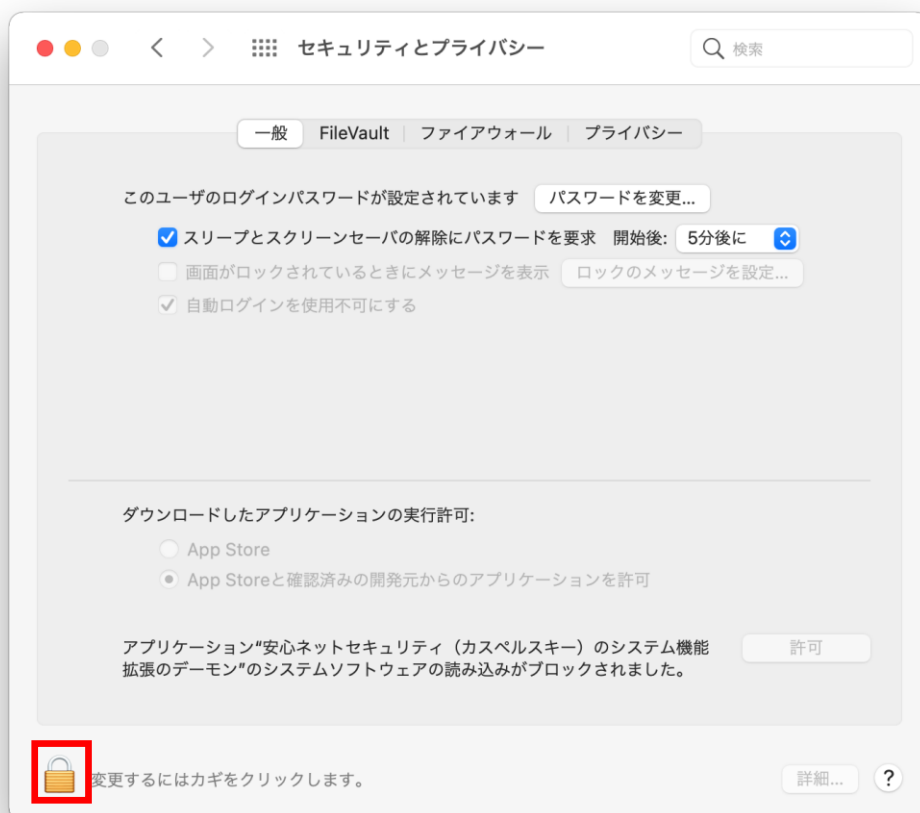 セキュリティとプライバシー
検索
一般 FileVault ファイアウォール プライバシー
このユーザのログインパスワードが設定されています パスワードを変更...
スリープとスクリーンセーバの解除にパスワードを要求 開始後: 5分後に
画面がロックされているときにメッセージを表示 ロックのメッセージを設定...
自動ログインを使用不可にする
ダウンロードしたアプリケーションの実行許可:
App Store
App Storeと確認済みの開発元からのアプリケーションを許可
アプリケーション“安心ネットセキュリティ（カスペルスキー）のシステム機能
拡張のデーモン”のシステムソフトウェアの読み込みがブロックされました。
許可
変更するにはカギをクリックします。
詳細... ?